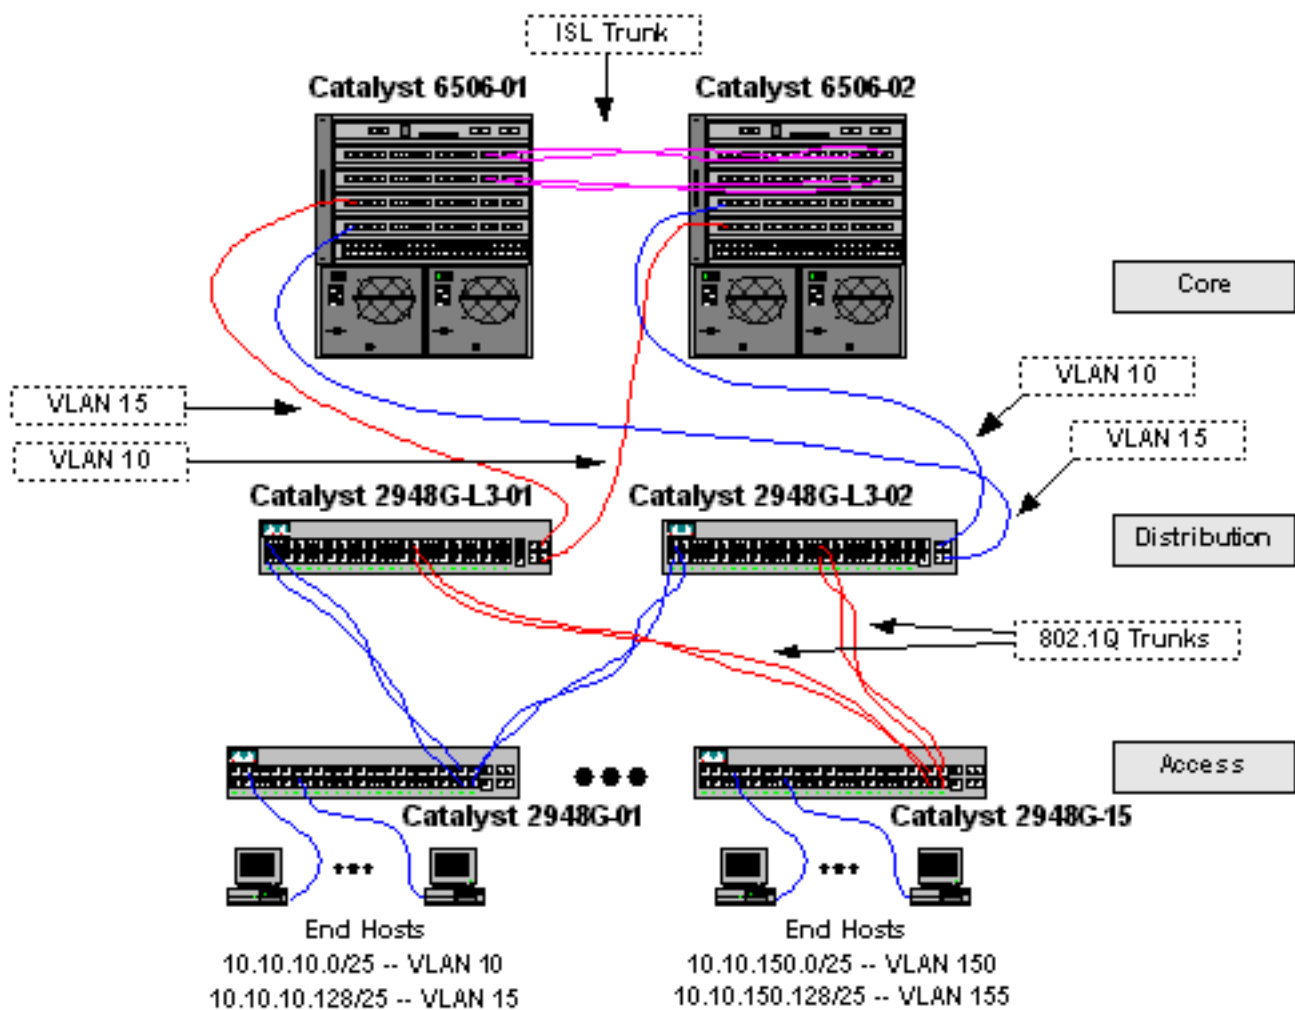 ISL Trunk
Catalyst 6506-01
Catalyst 6506-02
Core
VLAN 15
VLAN 10
VLAN 10
VLAN 15
Catalyst 2948G-L3-01
Catalyst 2948G-L3-02
Distribution
802.1Q Trunks
Access
Catalyst 2948G-01
Catalyst 2948G-15
End Hosts
10.10.10.0/25 -- VLAN 10
10.10.10.128/25 -- VLAN 15
End Hosts
10.10.150.0/25 -- VLAN 150
10.10.150.128/25 -- VLAN 155